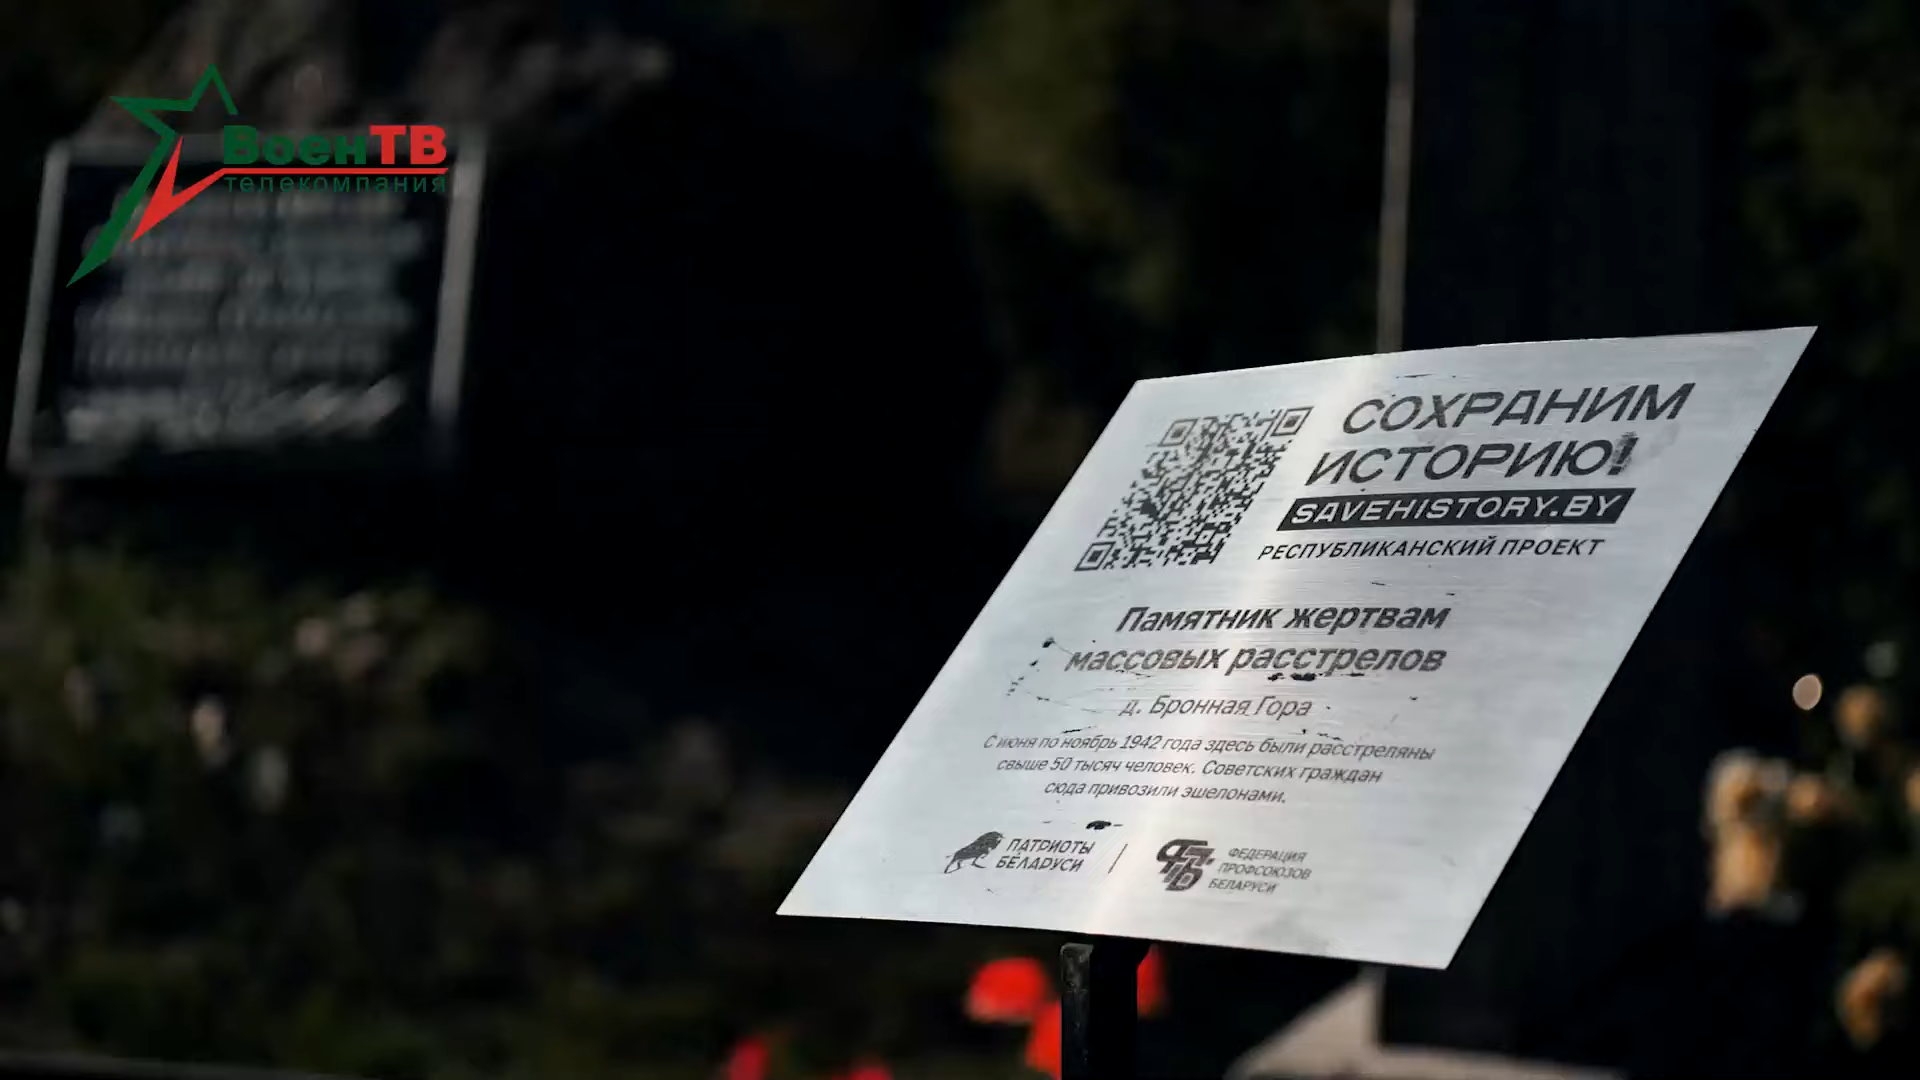 ВоенТВ
телекомпания
СОХРАНИМ
ИСТОРИЮ!
SAVEHISTORY.BY
РЕСПУБЛИКАНСКИЙ ПРОЕКТ
Памятник жертвам
массовых расстрелов
д. Бронная Гора
С июня по ноябрь 1942 года здесь были расстреляны
свыше 50 тысяч человек. Советских граждан
сюда привозили эшелонами.
ПАТРИОТЫ
БЕЛАРУСИ
ФПБ
ФЕДЕРАЦИЯ
ПРОФСОЮЗОВ
БЕЛАРУСИ